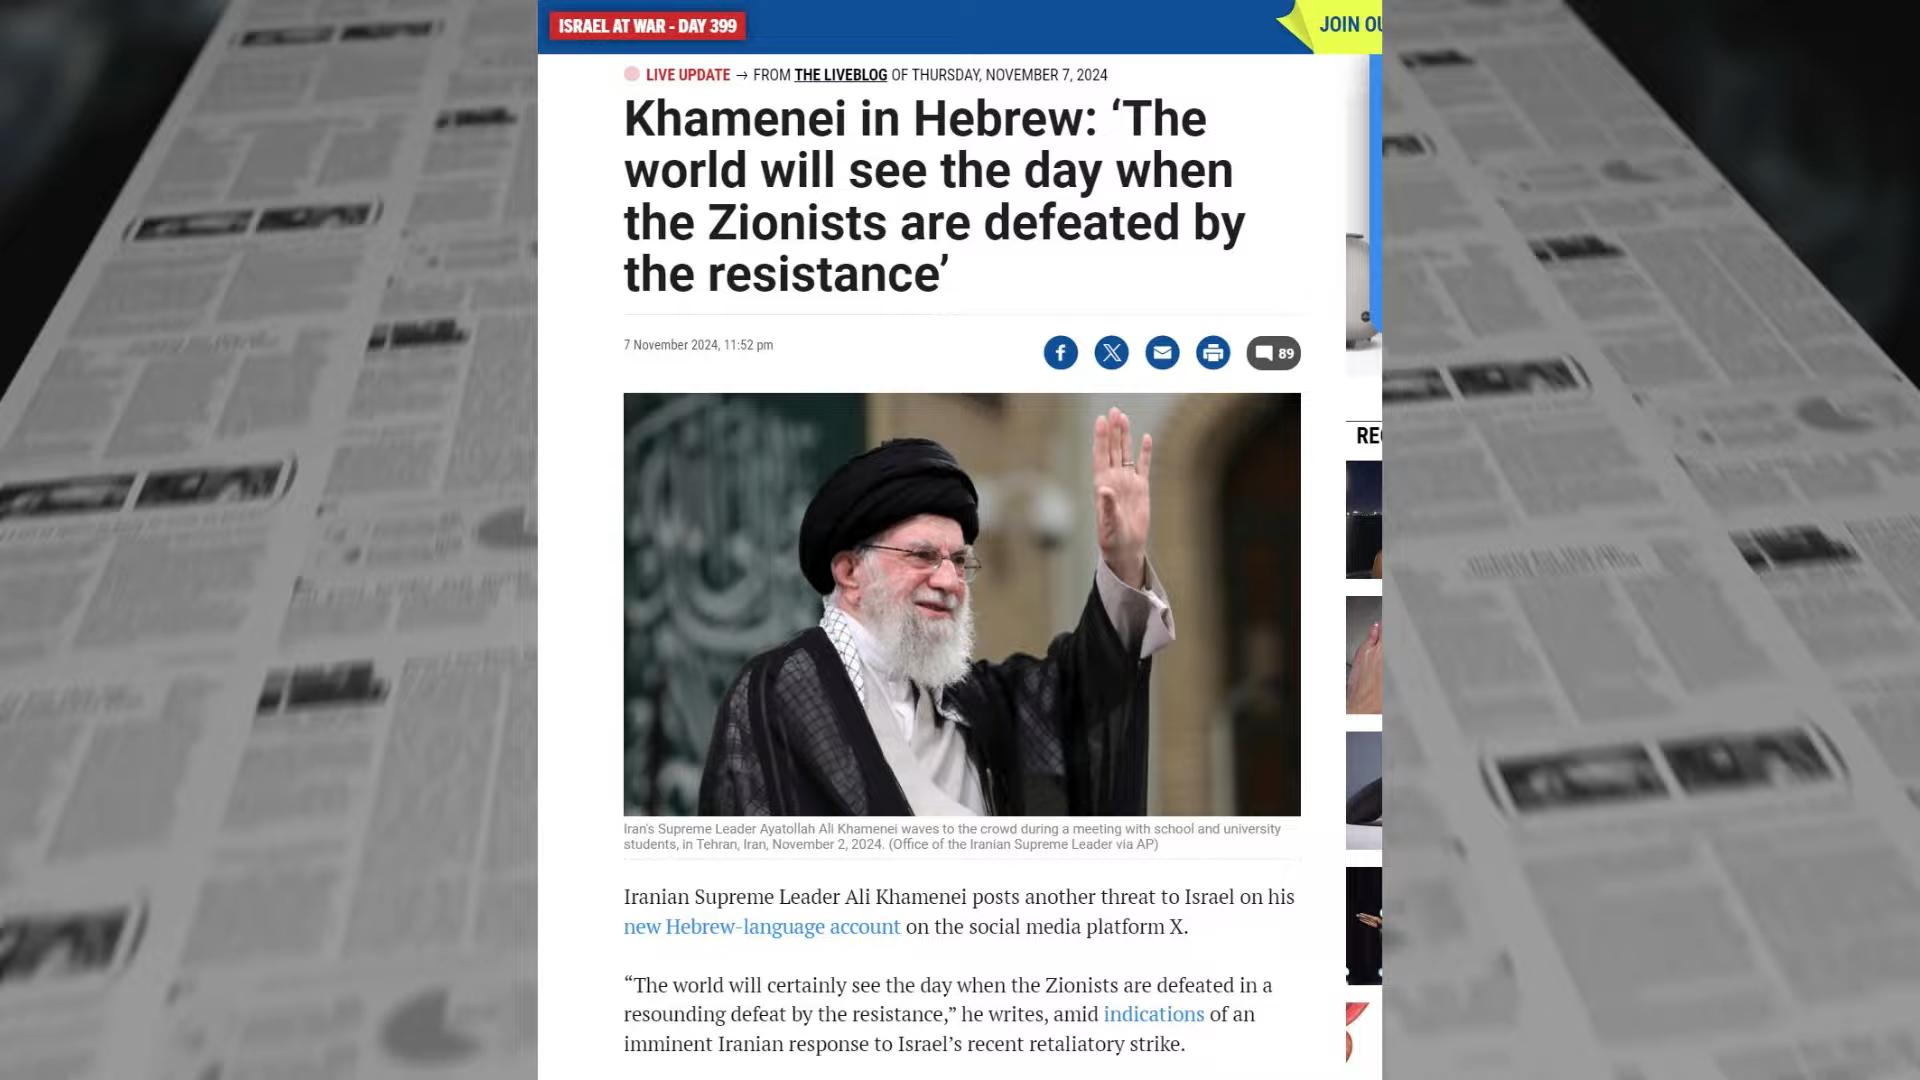 ISRAEL AT WAR - DAY 399
JOIN OU
LIVE UPDATE → FROM THE LIVEBLOG OF THURSDAY, NOVEMBER 7, 2024
Khamenei in Hebrew: ‘The
world will see the day when
the Zionists are defeated by
the resistance’
7 November 2024, 11:52 pm
89
REC
Iran's Supreme Leader Ayatollah Ali Khamenei waves to the crowd during a meeting with school and university
students, in Tehran, Iran, November 2, 2024. (Office of the Iranian Supreme Leader via AP)
Iranian Supreme Leader Ali Khamenei posts another threat to Israel on his
new Hebrew-language account on the social media platform X.
“The world will certainly see the day when the Zionists are defeated in a
resounding defeat by the resistance,” he writes, amid indications of an
imminent Iranian response to Israel’s recent retaliatory strike.